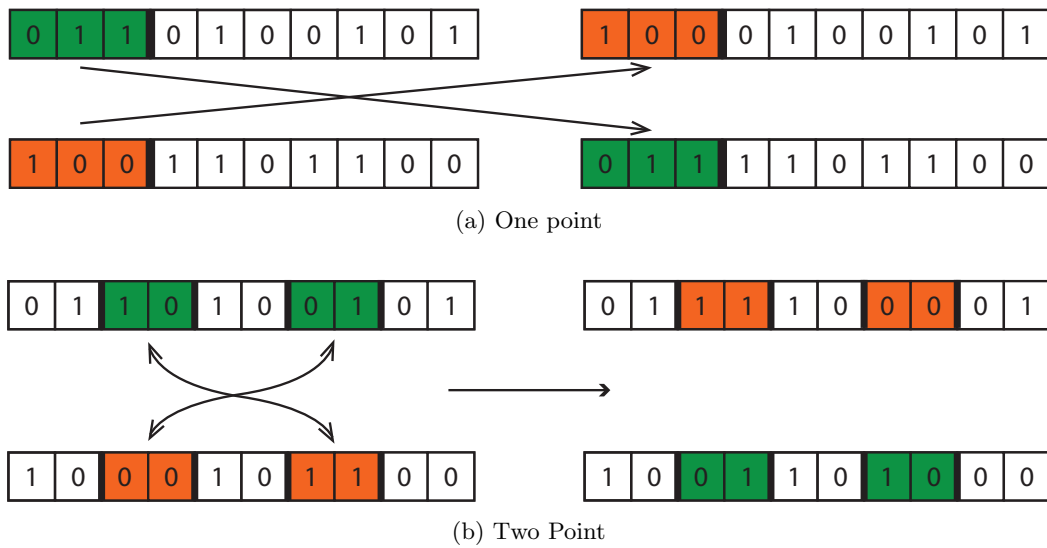 0 1 1 0 1 0 0 1 0 1 1 0 0 0 1 0 0 1 0 1
1 0 0 1 1 0 1 1 0 0 0 1 1 1 1 0 1 1 0 0
(a) One point
0 1 1 0 1 0 0 1 0 1 0 1 1 1 1 0 0 0 0 1
1 0 0 0 1 0 1 1 0 0 1 0 0 1 1 0 1 0 0 0
(b) Two Point